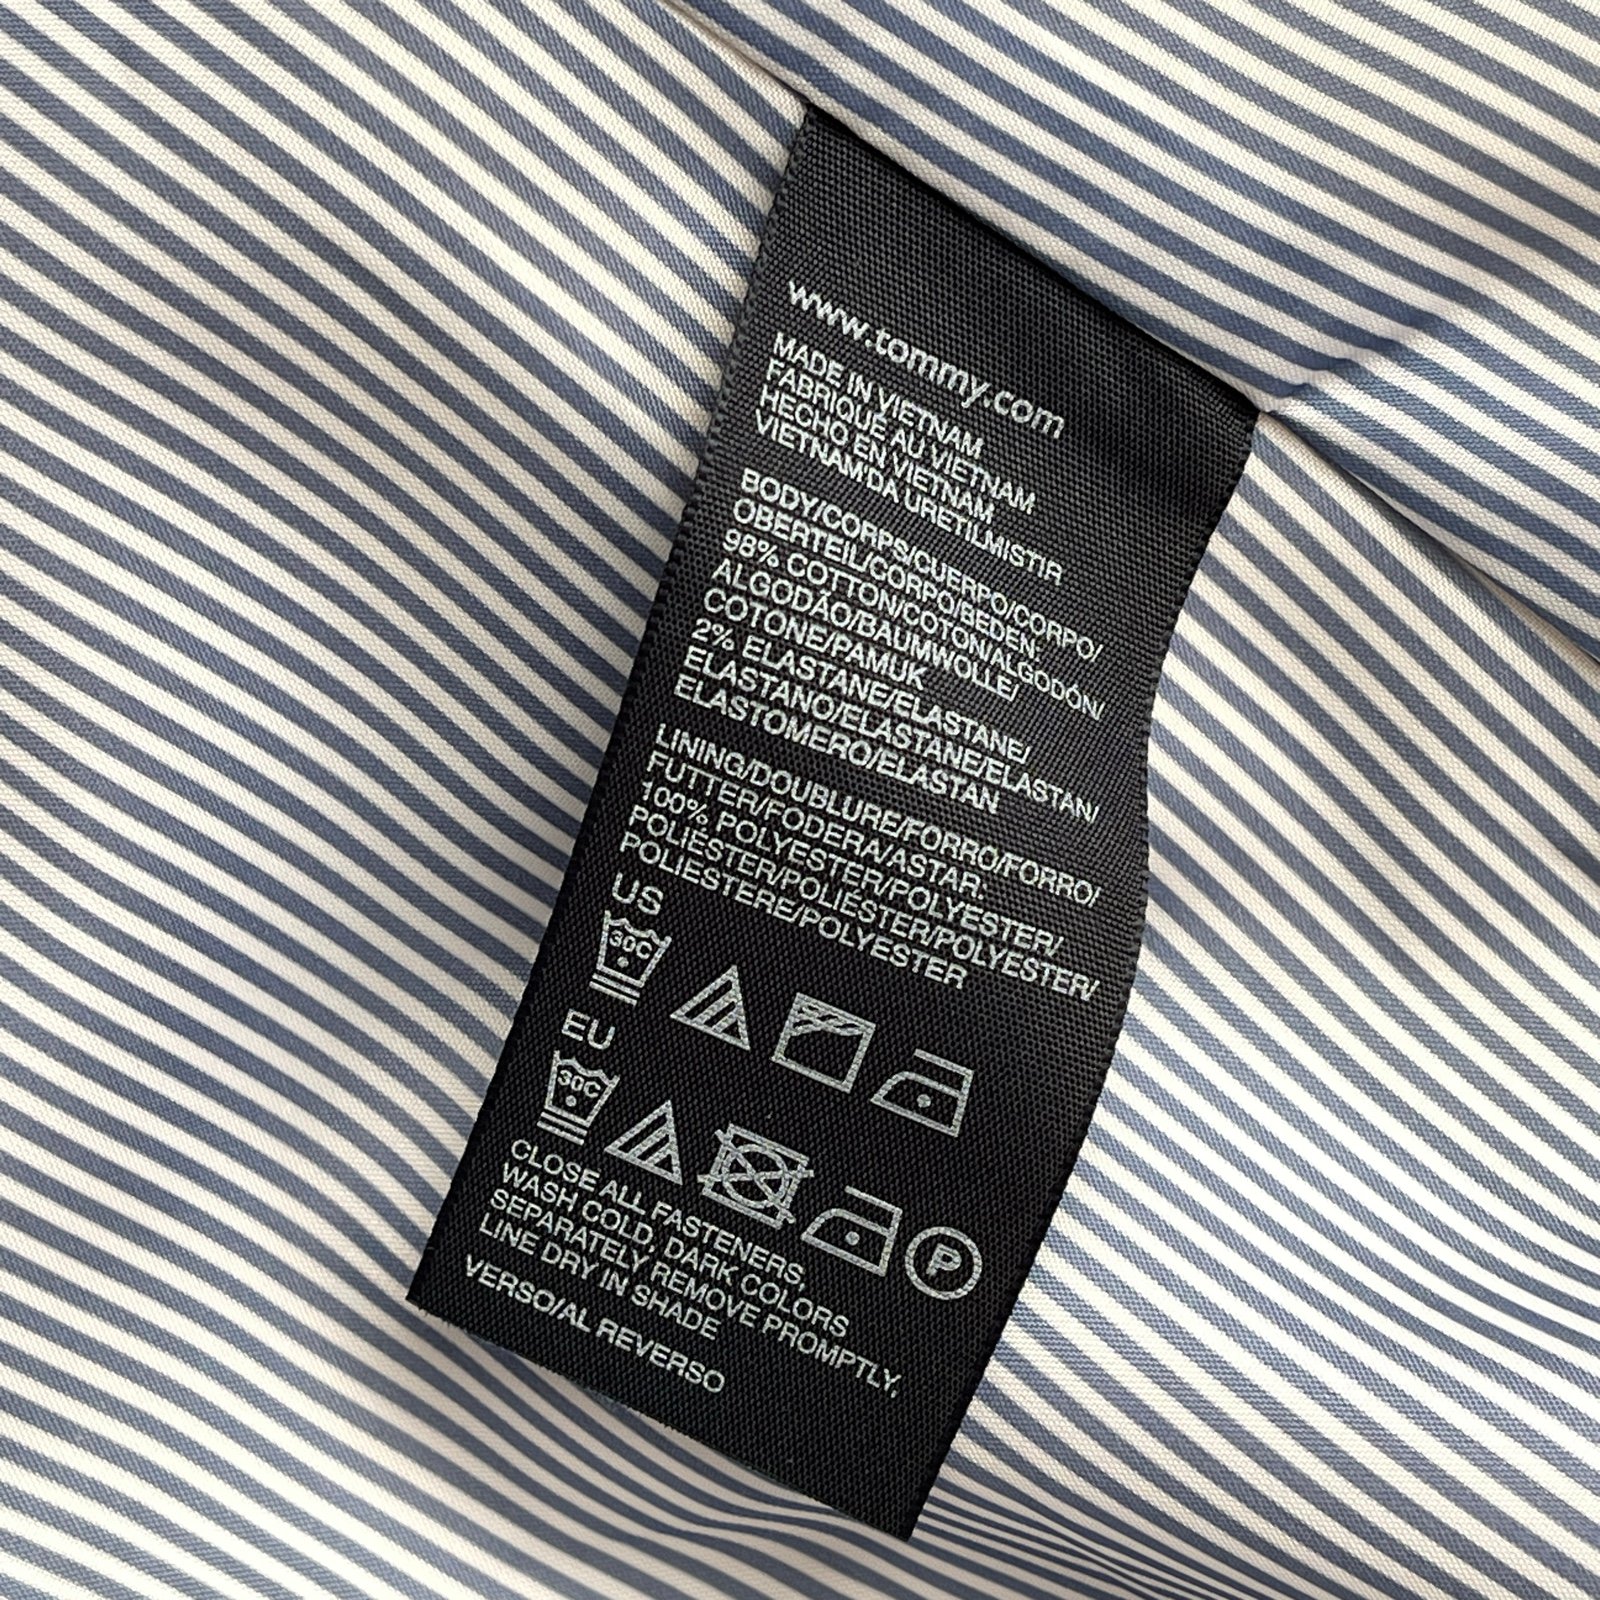 www.tommy.com
MADE IN VIETNAM
FABRIQUÉ AU VIETNAM
HECHO EN VIETNAM
VIETNAM'DA URETILMISTIR
BODY/CORPS/CUERPO/CORPO/
OBERTEIL/CORPO/BEDEN:
98% COTTON/COTON/ALGODÓN/
ALGODÃO/BAUMWOLLE/
COTONE/PAMUK
2% ELASTANE/ELASTANE/
ELASTANO/ELASTANE/ELASTAN/
ELASTOMERO/ELASTAN
LINING/DOUBLURE/FORRO/FORRO/
FUTTER/FODERA/ASTAR:
100% POLYESTER/POLYESTER/
POLIÉSTER/POLIÉSTER/POLYESTER/
POLIESTERE/POLYESTER
US
30C
EU
30C
P
CLOSE ALL FASTENERS,
WASH COLD, DARK COLORS
SEPARATELY REMOVE PROMPTLY,
LINE DRY IN SHADE
VERSO/AL REVERSO